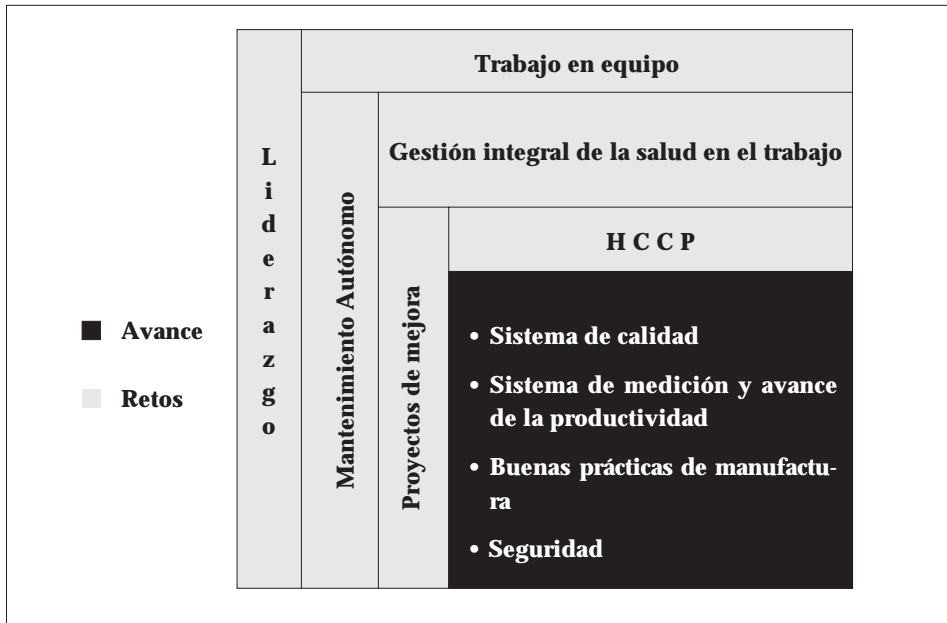 Trabajo en equipo
Liderazgo
Mantenimiento Autónomo
Gestión integral de la salud en el trabajo
Proyectos de mejora
H C C P
• Sistema de calidad
• Sistema de medición y avance
de la productividad
• Buenas prácticas de manufactu-
ra
• Seguridad
Avance
Retos